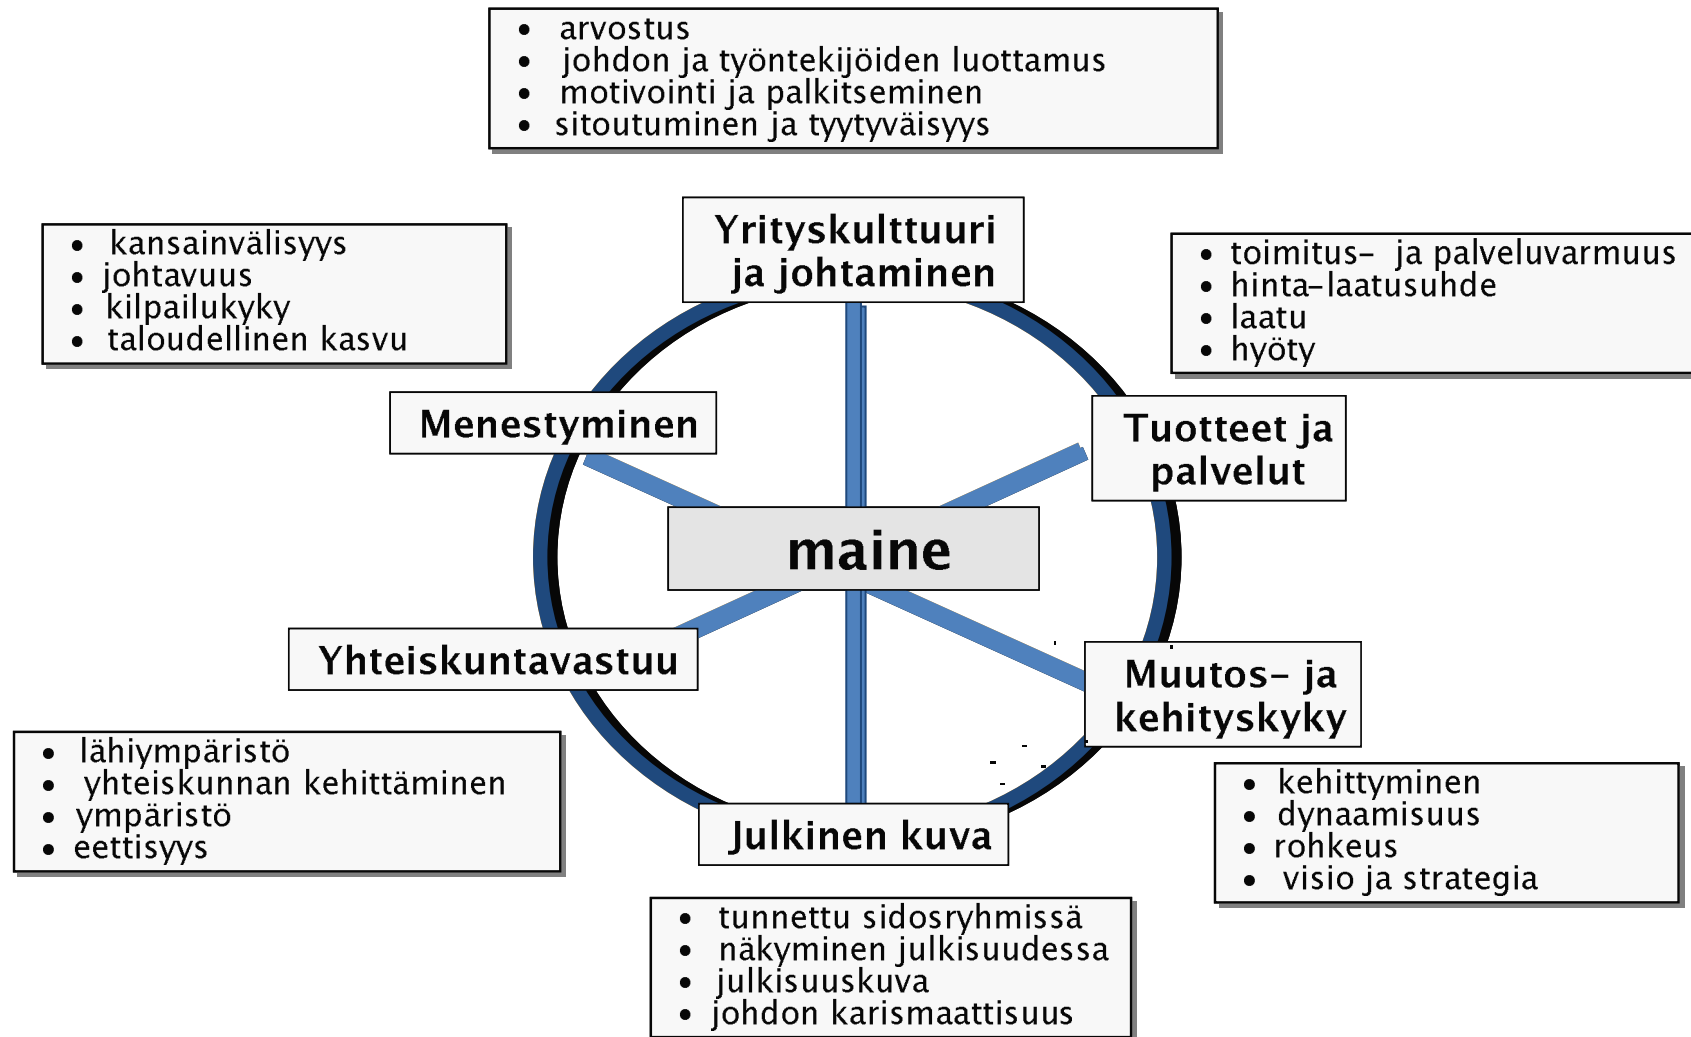 • arvostus
• johdon ja työntekijöiden luottamus
• motivointi ja palkitseminen
• sitoutuminen ja tyytyväisyys
Yrityskulttuuri
ja johtaminen
• kansainvälisyys
• johtavuus
• kilpailukyky
• taloudellinen kasvu
• toimitus- ja palveluvarmuus
• hinta-laatusuhde
• laatu
• hyöty
Menestyminen
Tuotteet ja
palvelut
maine
Yhteiskuntavastuu
Muutos- ja
kehityskyky
• lähiympäristö
• yhteiskunnan kehittäminen
• ympäristö
• eettisyys
Julkinen kuva
• kehittyminen
• dynaamisuus
• rohkeus
• visio ja strategia
• tunnettu sidosryhmissä
• näkyminen julkisuudessa
• julkisuuskuva
• johdon karismaattisuus